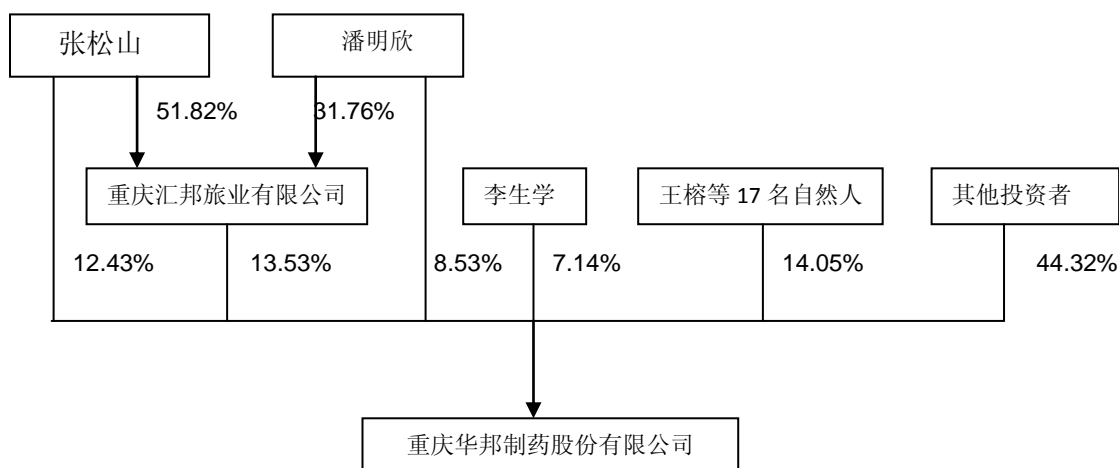 张松山
潘明欣
51.82%
31.76%
重庆汇邦旅业有限公司
李生学
王榕等 17 名自然人
其他投资者
12.43%
13.53%
8.53%
7.14%
14.05%
44.32%
重庆华邦制药股份有限公司